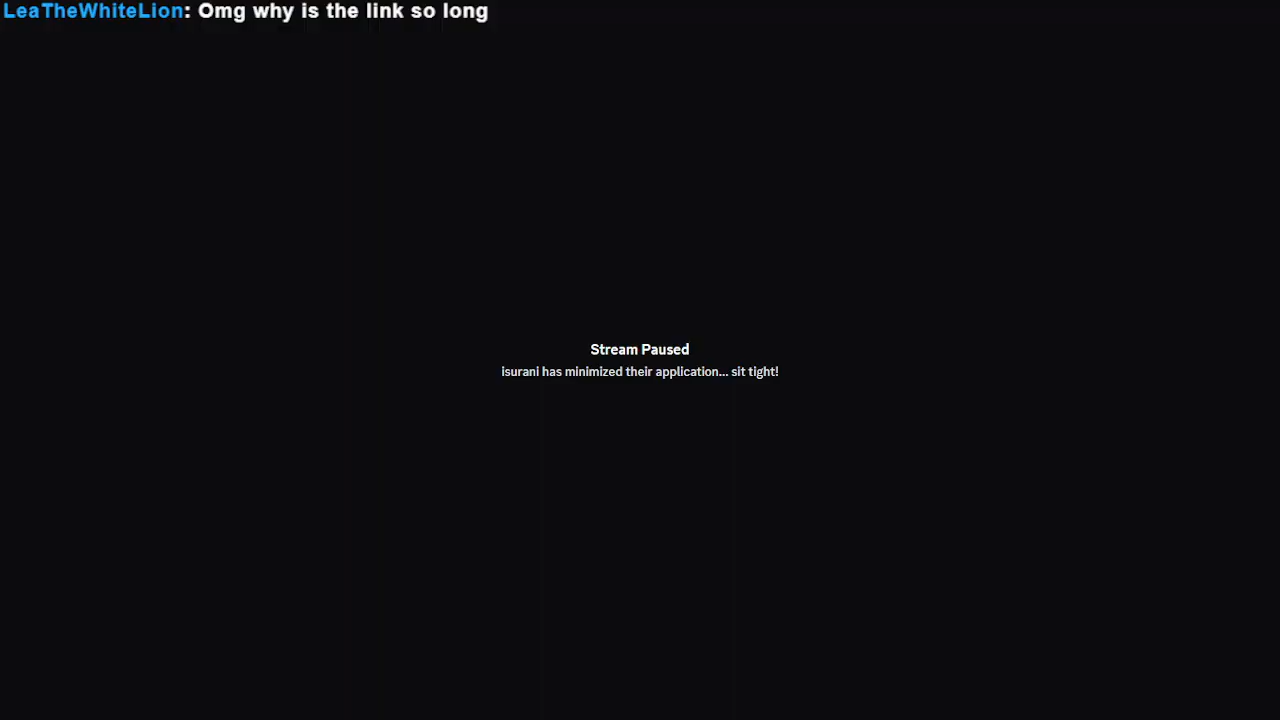 LeaTheWhiteLion: Omg why is the link so long
Stream Paused
isurani has minimized their application... sit tight!